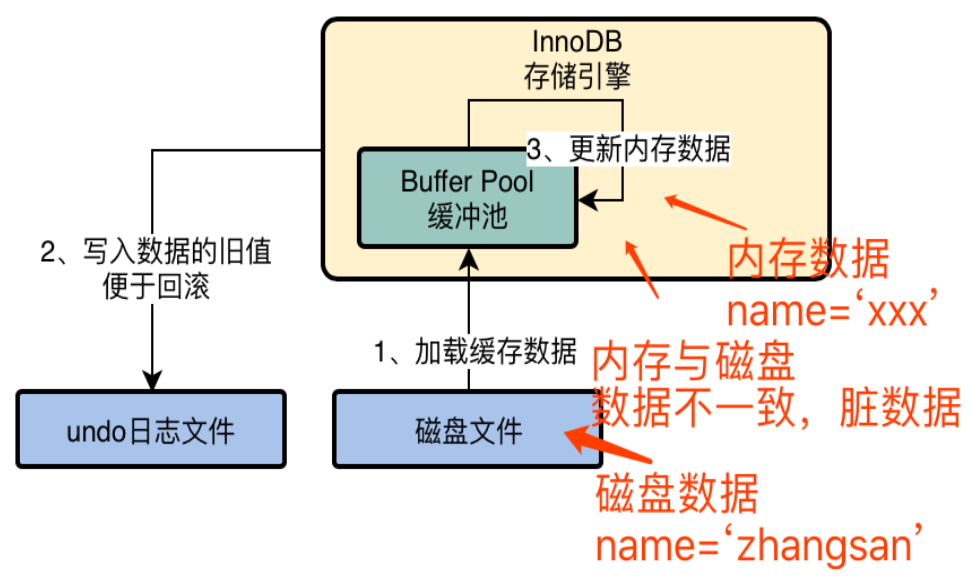 InnoDB
存储引擎
3、更新内存数据
Buffer Pool
缓冲池
2、写入数据的旧值
便于回滚
内存数据
name=‘xxx’
1、加载缓存数据
内存与磁盘
数据不一致，脏数据
undo日志文件
磁盘文件
磁盘数据
name=‘zhangsan’